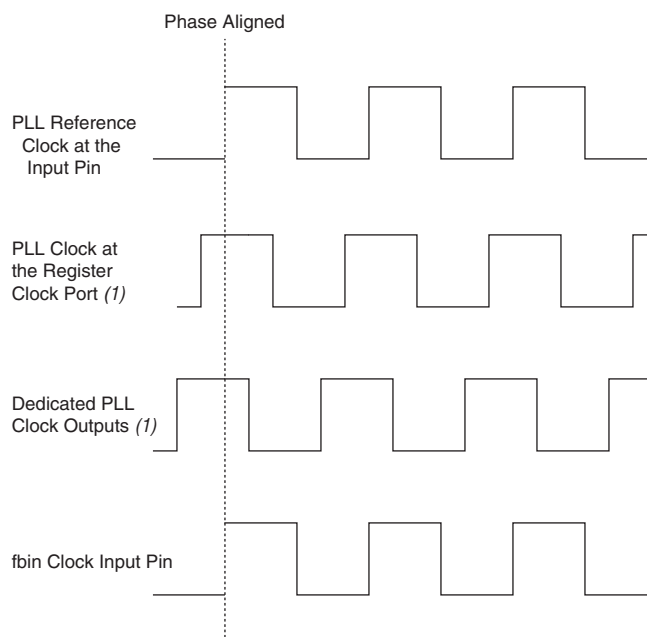 Phase Aligned
PLL Reference
Clock at the
Input Pin
PLL Clock at
the Register
Clock Port (1)
Dedicated PLL
Clock Outputs (1)
fbin Clock Input Pin